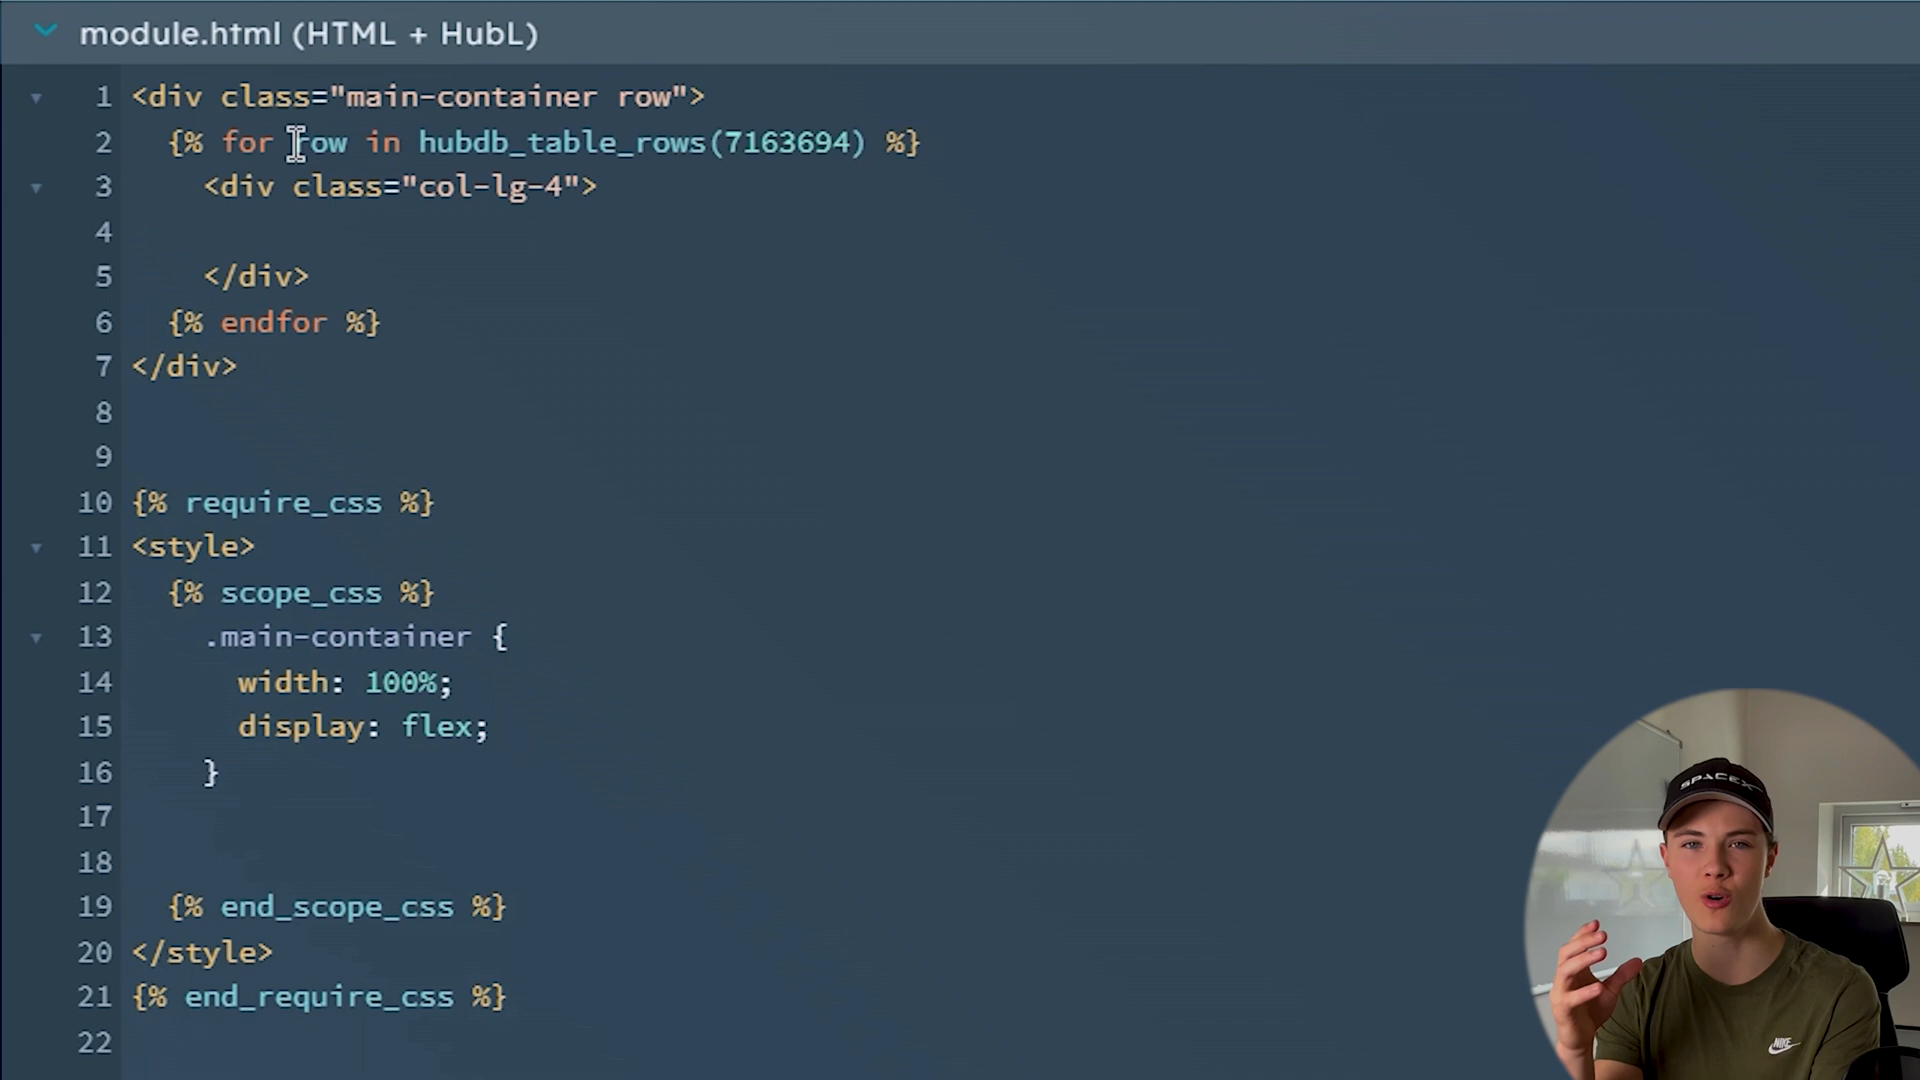 module.html (HTML + HubL)
1 <div class="main-container row">
2 {% for row in hubdb_table_rows(7163694) %}
3 <div class="col-lg-4">
4
5 </div>
6 {% endfor %}
7 </div>
8
9
10 {% require_css %}
11 <style>
12 {% scope_css %}
13 .main-container {
14 width: 100%;
15 display: flex;
16 }
17
18
19 {% end_scope_css %}
20 </style>
21 {% end_require_css %}
22
SPACEX
NIKE